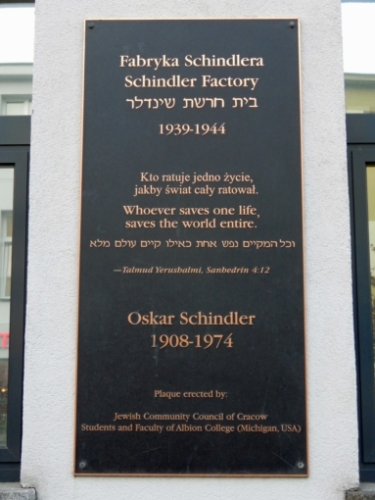 Fabryka Schindlera
Schindler Factory
בית חרשת שינדלר
1939-1944
Kto ratuje jedno życie,
jakby świat cały ratował.
Whoever saves one life,
saves the world entire.
וכל המקיים נפש אחת כאילו קיים עולם מלא
—Talmud Yerushalmi, Sanhedrin 4:12
Oskar Schindler
1908-1974
Plaque erected by:
Jewish Community Council of Cracow
Students and Faculty of Albion College (Michigan, USA)